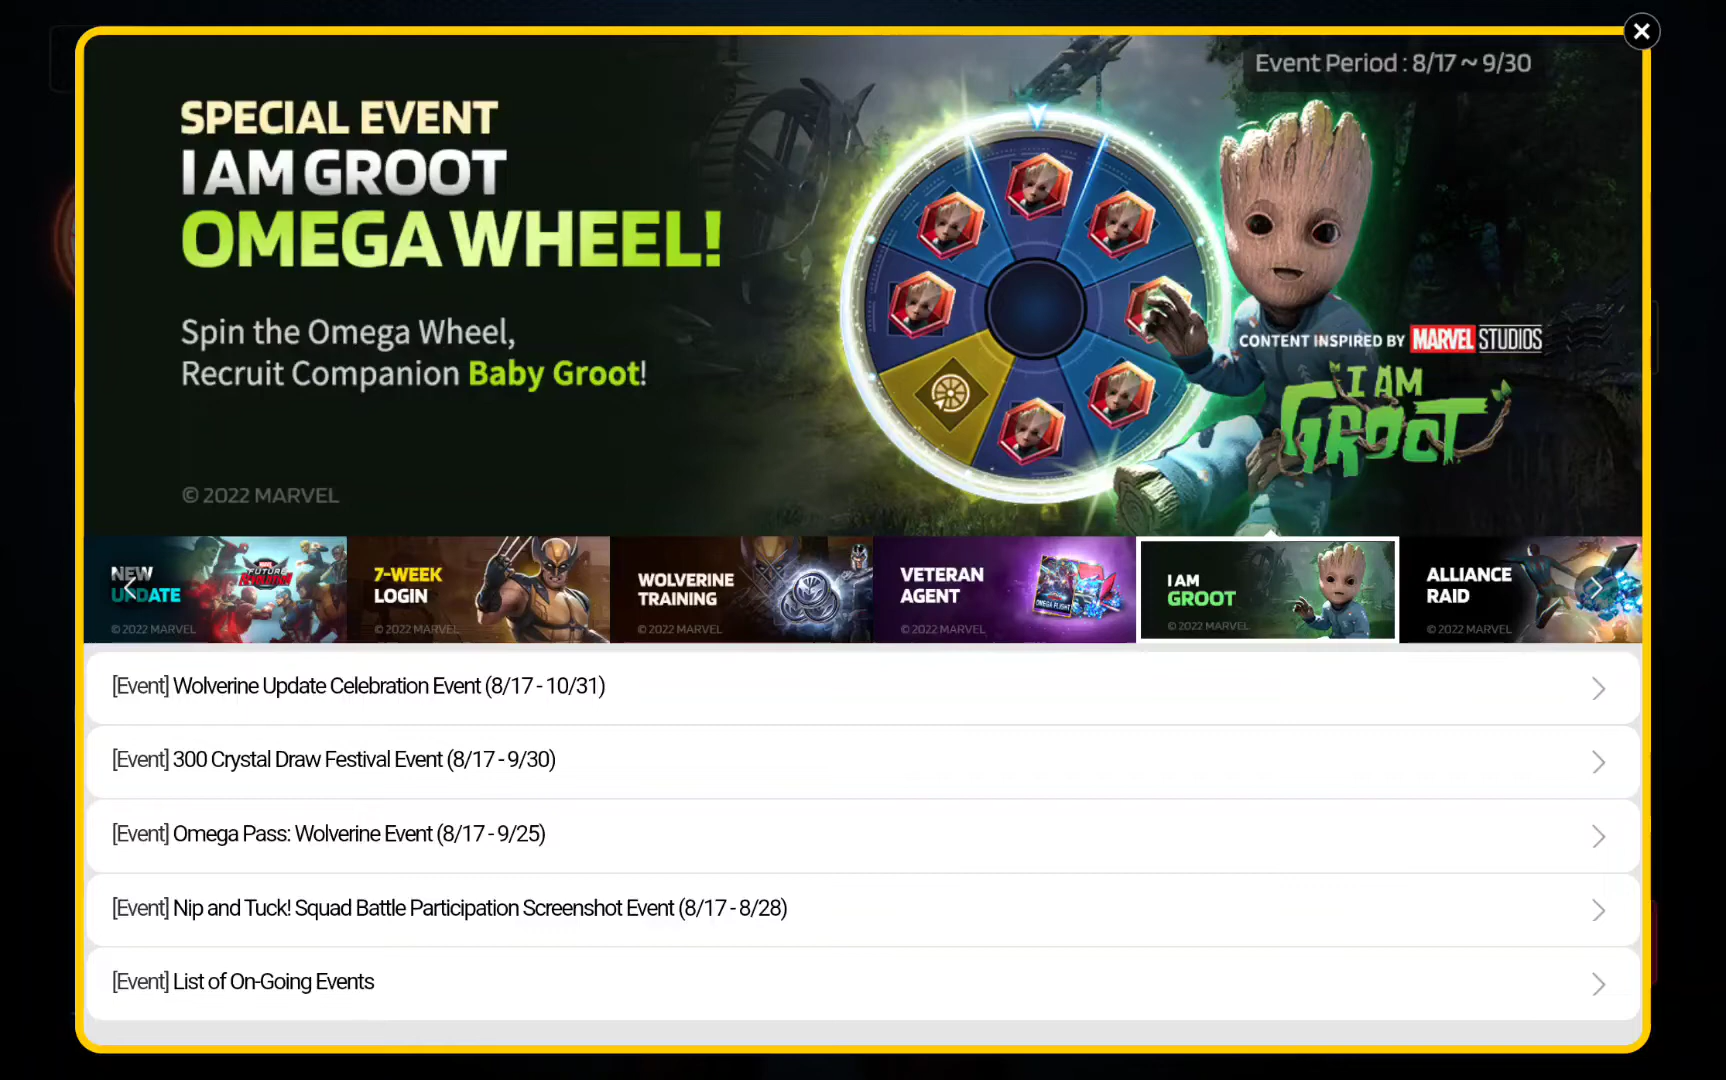 Event Period : 8/17 ~ 9/30
SPECIAL EVENT
I AM GROOT
OMEGA WHEEL!
Spin the Omega Wheel,
Recruit Companion Baby Groot!
CONTENT INSPIRED BY MARVEL STUDIOS
I AM
GROOT
© 2022 MARVEL
NEW
UPDATE
© 2022 MARVEL
MARVEL
FUTURE
REVOLUTION
7-WEEK
LOGIN
© 2022 MARVEL
WOLVERINE
TRAINING
© 2022 MARVEL
VETERAN
AGENT
© 2022 MARVEL
OMEGA FLIGHT
I AM
GROOT
© 2022 MARVEL
ALLIANCE
RAID
© 2022 MARVEL
[Event] Wolverine Update Celebration Event (8/17 - 10/31)
[Event] 300 Crystal Draw Festival Event (8/17 - 9/30)
[Event] Omega Pass: Wolverine Event (8/17 - 9/25)
[Event] Nip and Tuck! Squad Battle Participation Screenshot Event (8/17 - 8/28)
[Event] List of On-Going Events